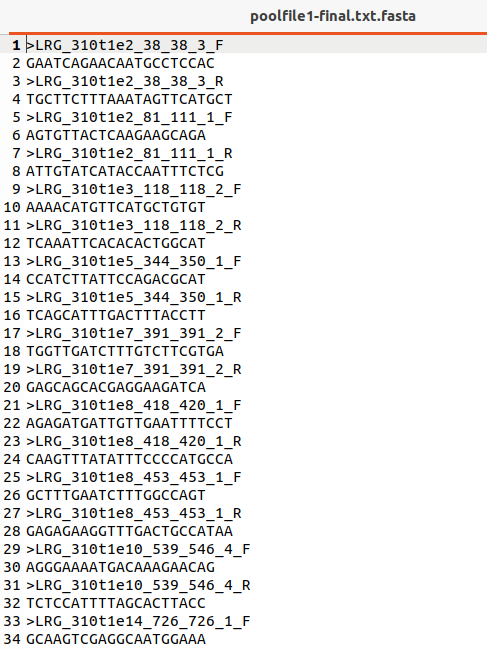 poolfile1-final.txt.fasta
1 >LRG_310t1e2_38_38_3_F
2 GAATCAGAACAATGCCTCCAC
3 >LRG_310t1e2_38_38_3_R
4 TGCTTCTTTAAATAGTTCATGCT
5 >LRG_310t1e2_81_111_1_F
6 AGTGTTACTCAAGAAGCAGA
7 >LRG_310t1e2_81_111_1_R
8 ATTGTATCATACCAATTTCTCG
9 >LRG_310t1e3_118_118_2_F
10 AAAACATGTTCATGCTGTGT
11 >LRG_310t1e3_118_118_2_R
12 TCAAATTCACACACTGGCAT
13 >LRG_310t1e5_344_350_1_F
14 CCATCTTATTCCAGACGCAT
15 >LRG_310t1e5_344_350_1_R
16 TCAGCATTTGACTTTACCTT
17 >LRG_310t1e7_391_391_2_F
18 TGGTTGATCTTTGTCTTCGTGA
19 >LRG_310t1e7_391_391_2_R
20 GAGCAGCACGAGGAAGATCA
21 >LRG_310t1e8_418_420_1_F
22 AGAGATGATTGTTGAATTTTCCT
23 >LRG_310t1e8_418_420_1_R
24 CAAGTTTATATTTCCCCATGCCA
25 >LRG_310t1e8_453_453_1_F
26 GCTTTGAATCTTTGGCCAGT
27 >LRG_310t1e8_453_453_1_R
28 GAGAGAAGGTTTGACTGCCATAA
29 >LRG_310t1e10_539_546_4_F
30 AGGGAAAATGACAAAGAACAG
31 >LRG_310t1e10_539_546_4_R
32 TCTCCATTTTAGCACTTACC
33 >LRG_310t1e14_726_726_1_F
34 GCAAGTCGAGGCAATGGAAA